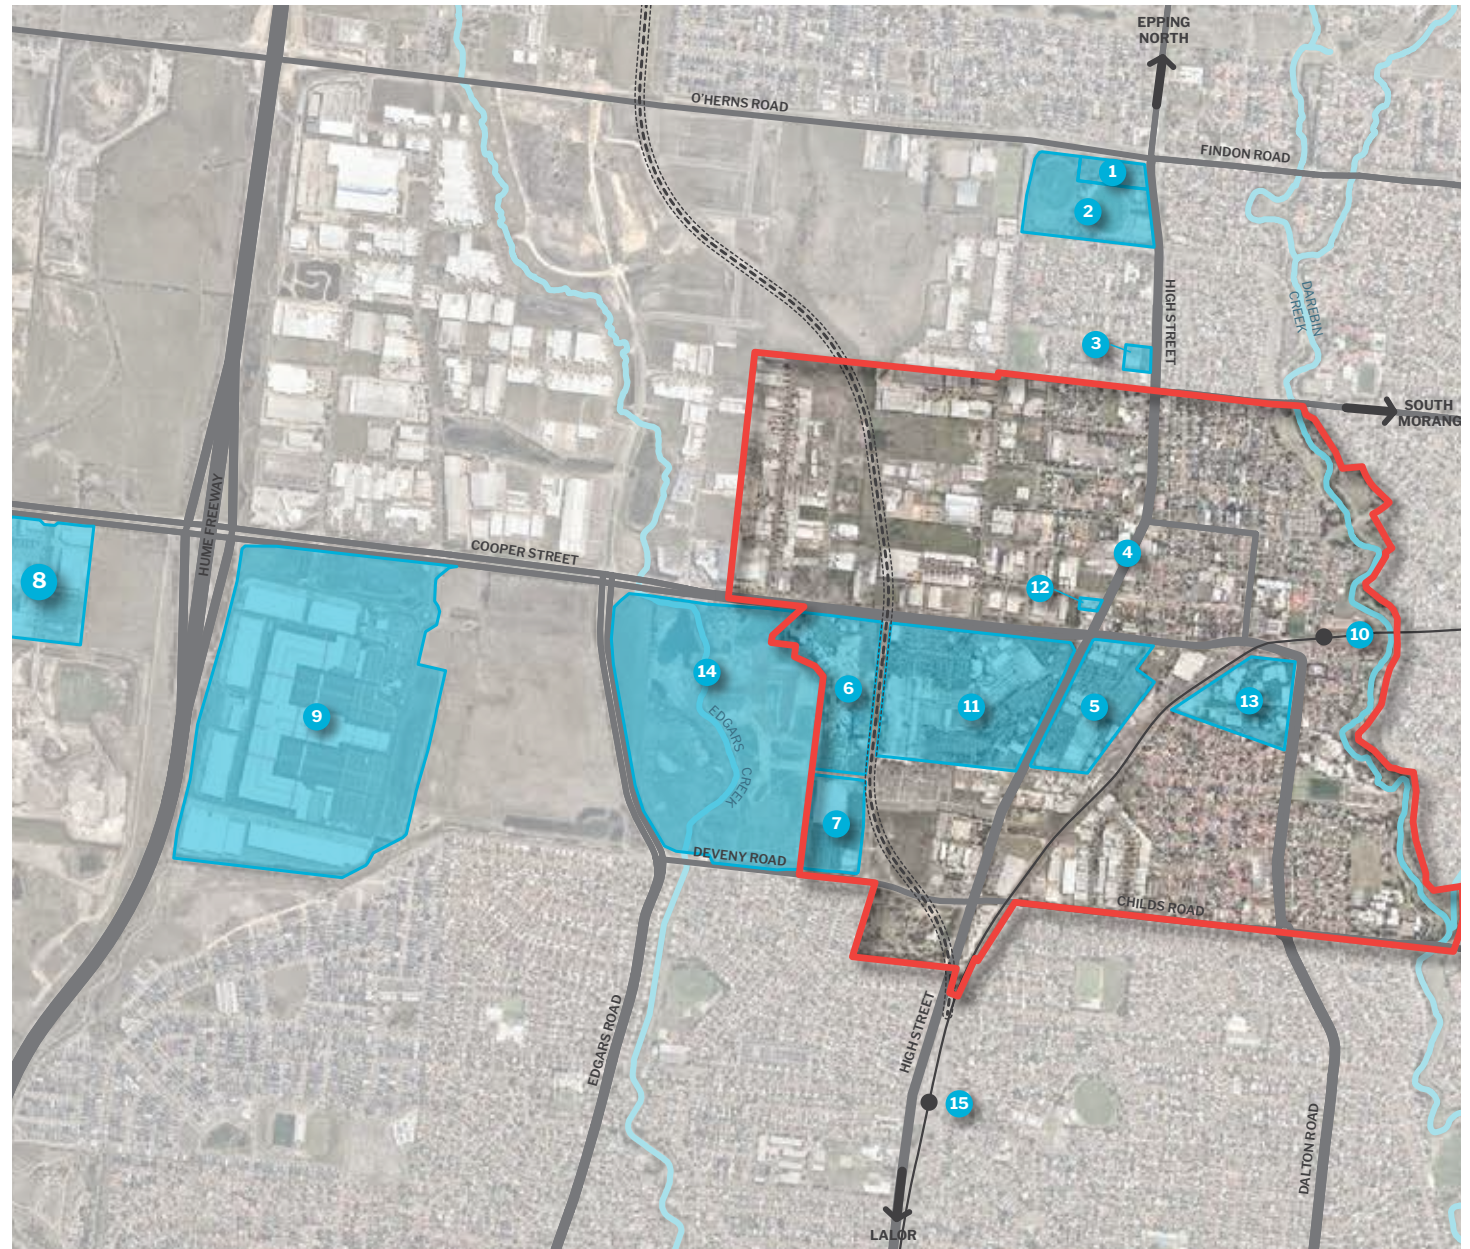 EPPING
NORTH
O'HERNS ROAD
FINDON ROAD
1
2
DAREBIN
CREEK
HIGH STREET
3
SOUTH
MORANG
HUME FREEWAY
COOPER STREET
4
8
12
10
14
6
11
5
13
9
EDGARS
CREEK
7
DEVENY ROAD
CHILDS ROAD
EDGARS ROAD
HIGH STREET
15
DALTON ROAD
LALOR